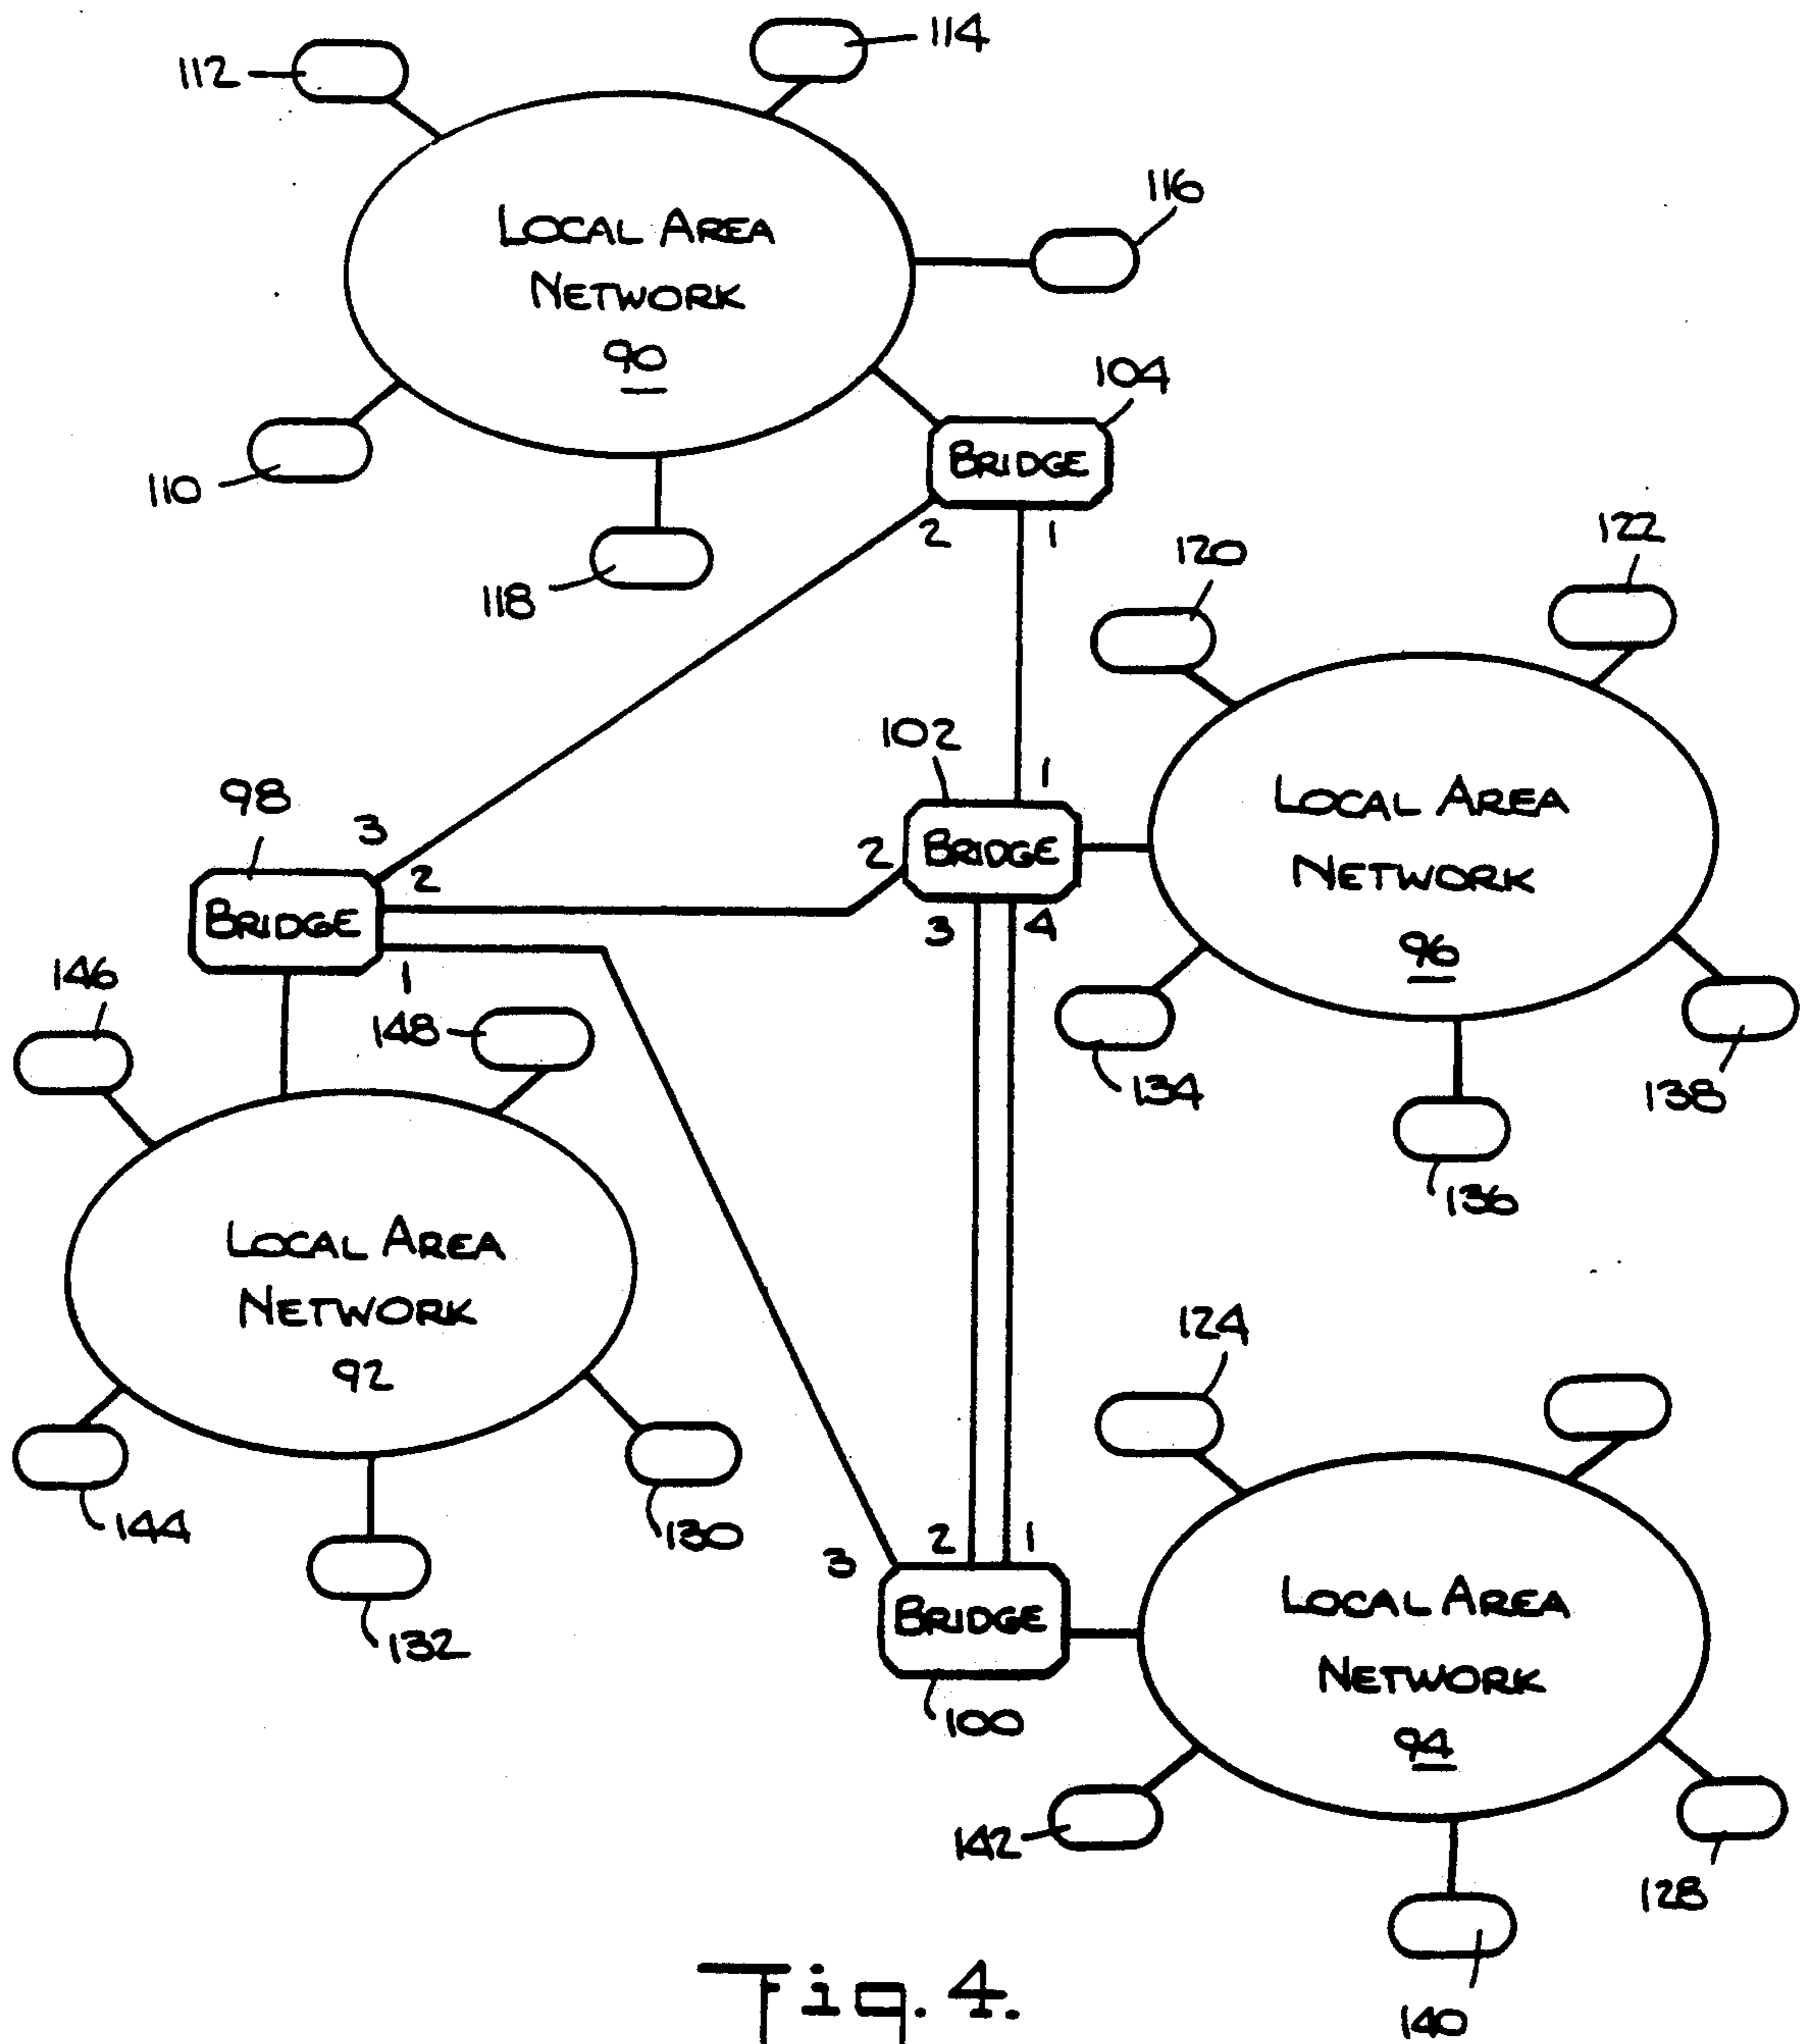 114
112
116
LOCAL AREA
NETWORK
90
104
BRIDGE
110
2 1
118
122
120
102
1
98
3
LOCAL AREA
2
BRIDGE
2
NETWORK
BRIDGE
3 4
96
1
146
148
134
138
136
LOCAL AREA
NETWORK
92
124
144
130
2 1
3
132
BRIDGE
LOCAL AREA
NETWORK
100
94
142
128
140
Fig. 4.